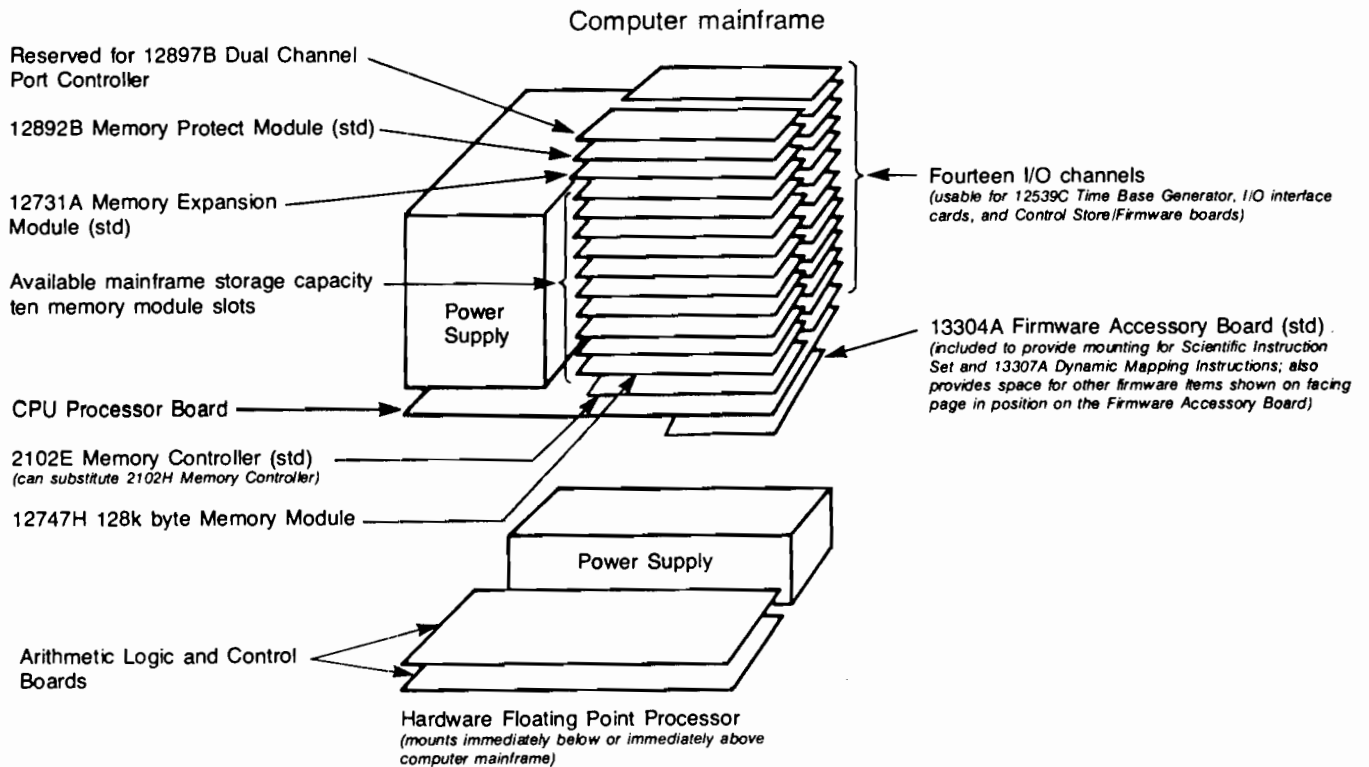 Computer mainframe
Reserved for 12897B Dual Channel
Port Controller
12892B Memory Protect Module (std)
12731A Memory Expansion
Module (std)
Available mainframe storage capacity
ten memory module slots
Power
Supply
CPU Processor Board
2102E Memory Controller (std)
(can substitute 2102H Memory Controller)
12747H 128k byte Memory Module
Fourteen I/O channels
(usable for 12539C Time Base Generator, I/O interface
cards, and Control Store/Firmware boards)
13304A Firmware Accessory Board (std)
(included to provide mounting for Scientific Instruction
Set and 13307A Dynamic Mapping Instructions; also
provides space for other firmware items shown on facing
page in position on the Firmware Accessory Board)
Power Supply
Arithmetic Logic and Control
Boards
Hardware Floating Point Processor
(mounts immediately below or immediately above
computer mainframe)